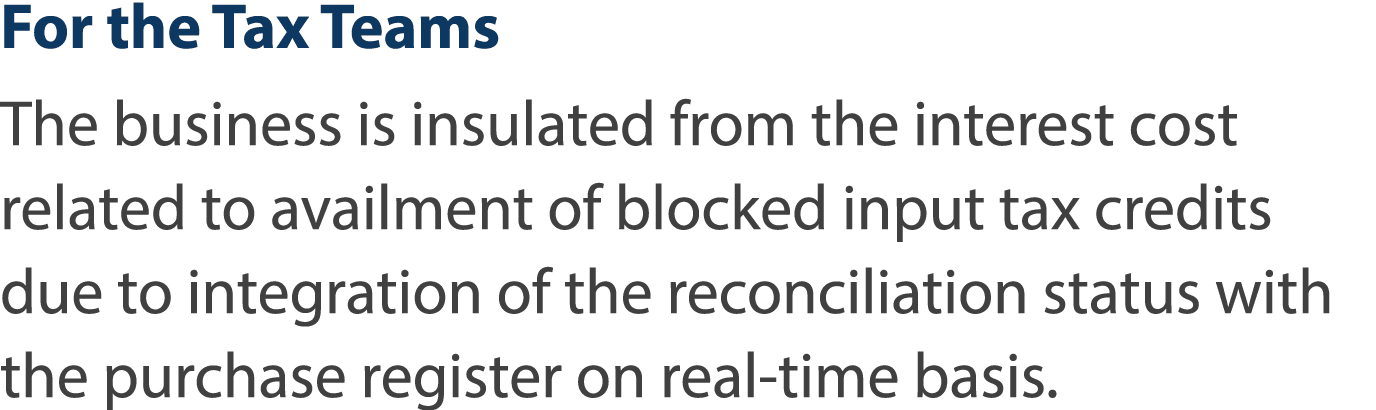 For the Tax Teams
The business is insulated from the interest cost
related to availment of blocked input tax credits
due to integration of the reconciliation status with
the purchase register on real-time basis.